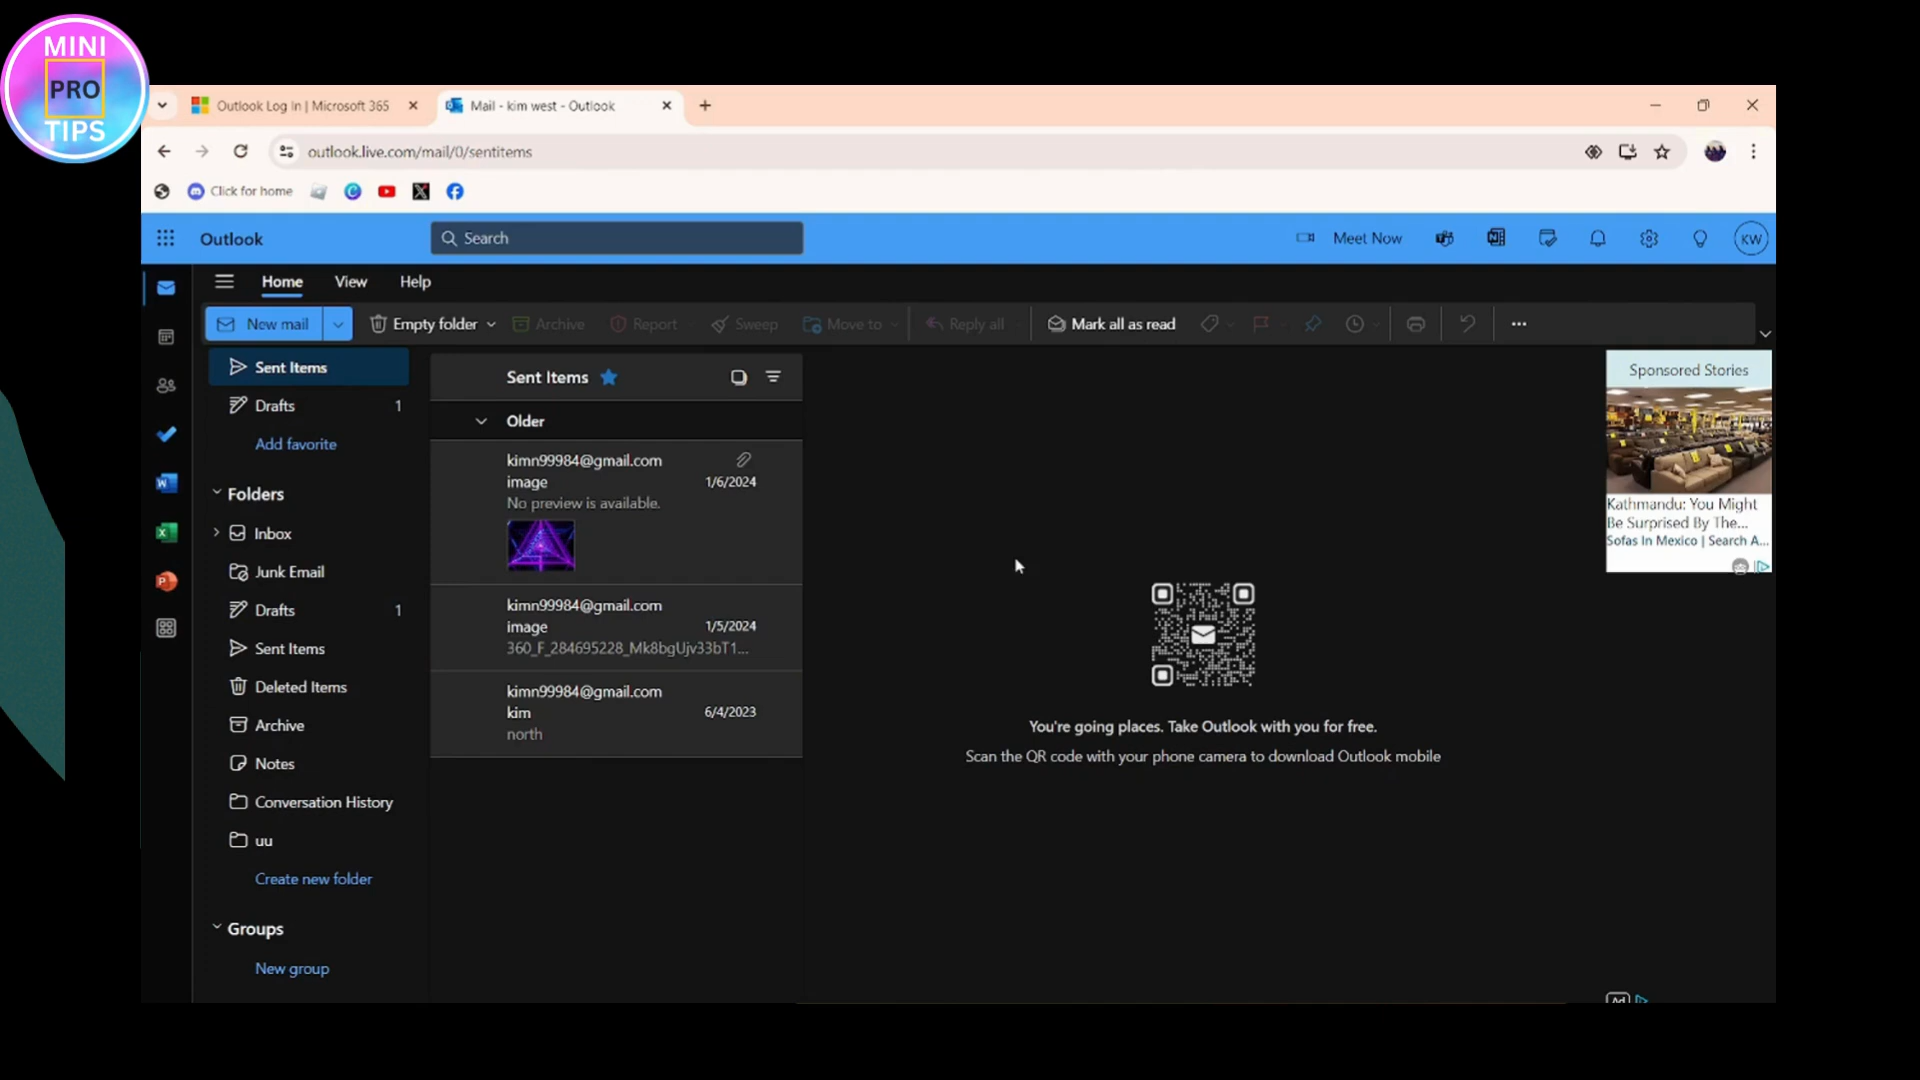 MINI
PRO
TIPS
Outlook Log In | Microsoft 365
Mail - kim west - Outlook
outlook.live.com/mail/0/sentitems
Click for home
Outlook
Search
Meet Now
KW
Home
View
Help
New mail
Empty folder
Archive
Report
Sweep
Move to
Reply all
Mark all as read
Sent Items
Drafts
1
Add favorite
Folders
Inbox
Junk Email
Drafts
1
Sent Items
Deleted Items
Archive
Notes
Conversation History
uu
Create new folder
Groups
New group
Sent Items
Older
kimn99984@gmail.com
image
1/6/2024
No preview is available.
kimn99984@gmail.com
image
1/5/2024
360_F_284695228_Mk8bgUjv33bT1...
kimn99984@gmail.com
kim
6/4/2023
north
You're going places. Take Outlook with you for free.
Scan the QR code with your phone camera to download Outlook mobile
Sponsored Stories
Kathmandu: You Might
Be Surprised By The...
Sofas In Mexico | Search A...
Ad